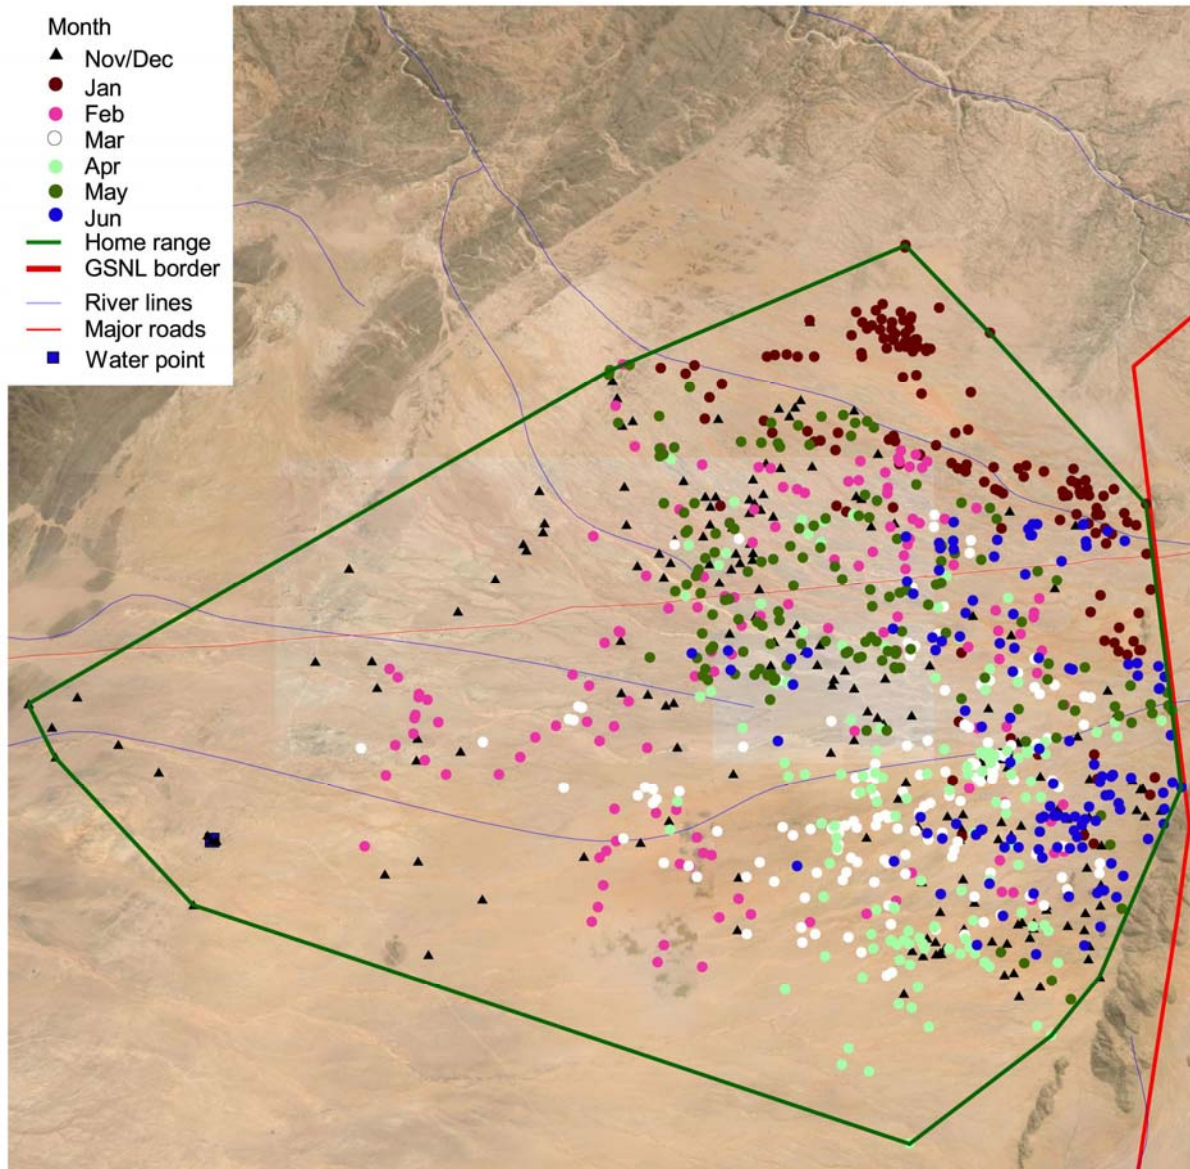 Month
Nov/Dec
Jan
Feb
Mar
Apr
May
Jun
Home range
GSNL border
River lines
Major roads
Water point